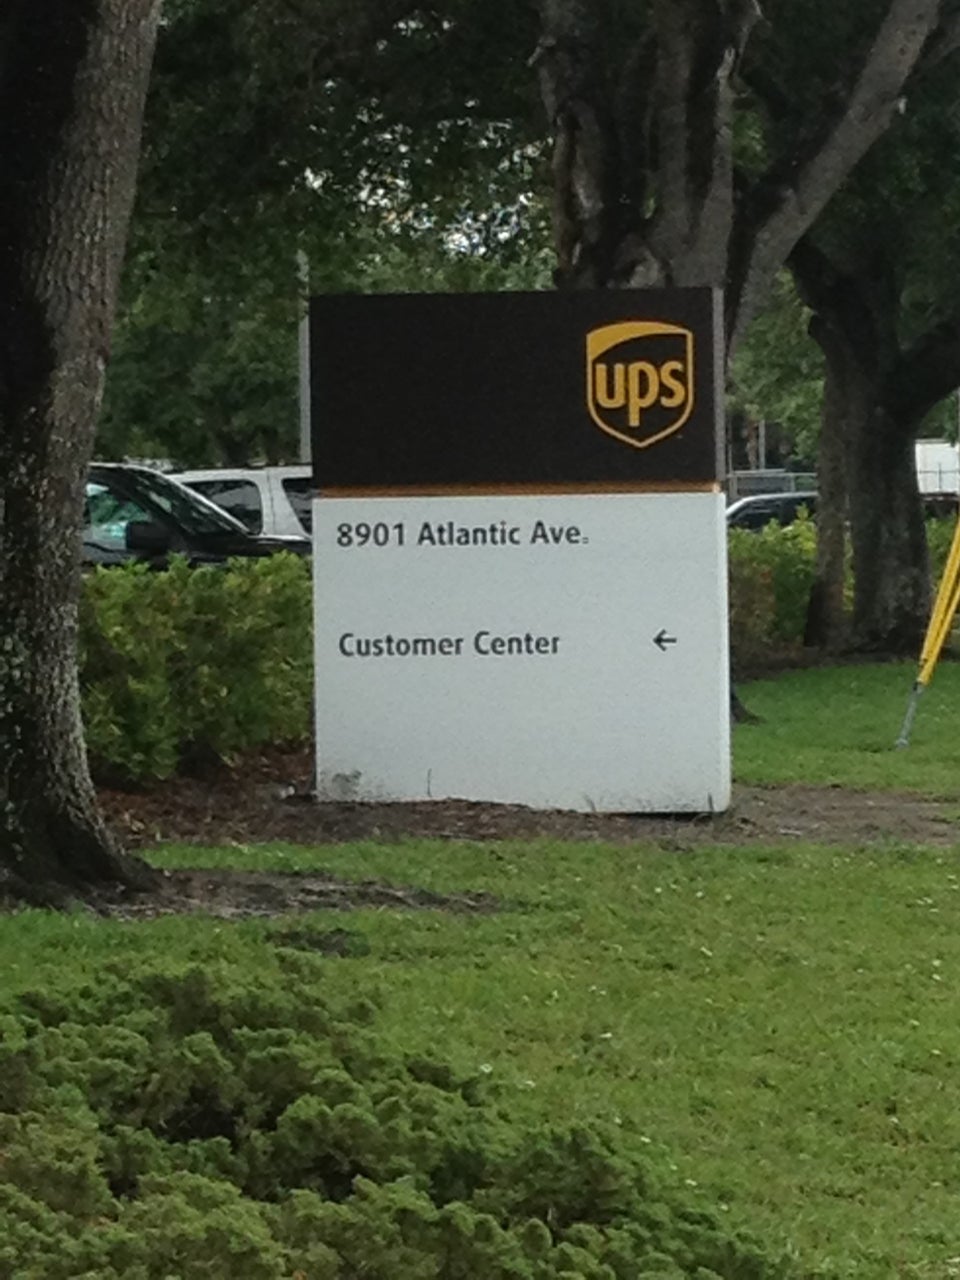 ups
8901 Atlantic Ave.
Customer Center ←